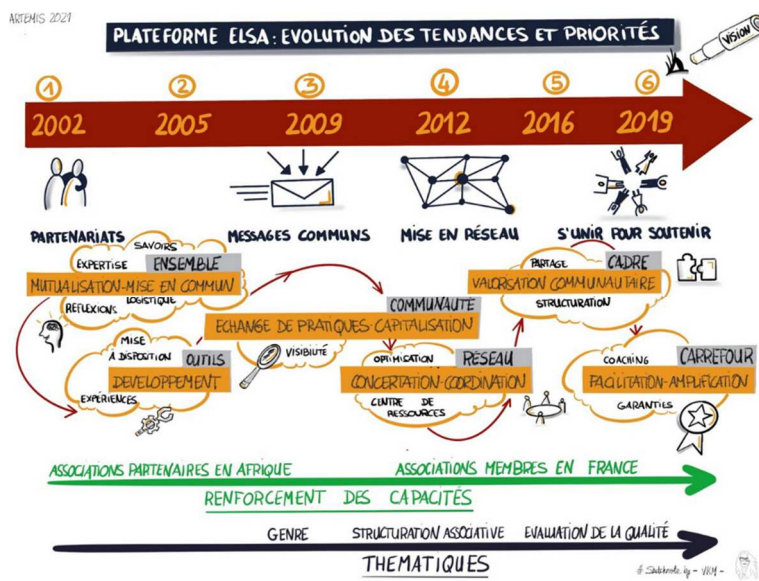 ARTEMIS 2021
PLATEFORME ELSA : EVOLUTION DES TENDANCES ET PRIORITÉS
VISION
1 2 3 4 5 6
2002 2005 2009 2012 2016 2019
PARTENARIATS
MESSAGES COMMUNS
MISE EN RÉSEAU
S'UNIR POUR SOUTENIR
SAVOIRS
EXPERTISE
ENSEMBLE
MUTUALISATION-MISE EN COMMUN
RÉFLEXIONS
LOGISTIQUE
MISE
À DISPOSITION
OUTILS
DEVELOPPEMENT
EXPÉRIENCES
COMMUNAUTÉ
ECHANGE DE PRATIQUES-CAPITALISATION
VISIBILITÉ
OPTIMISATION
RÉSEAU
CONCERTATION-COORDINATION
CENTRE DE
RESSOURCES
PARTAGE
CADRE
VALORISATION COMMUNAUTAIRE
STRUCTURATION
COACHING
CARREFOUR
FACILITATION-AMPLIFICATION
GARANTIES
ASSOCIATIONS PARTENAIRES EN AFRIQUE
ASSOCIATIONS MEMBRES EN FRANCE
RENFORCEMENT DES CAPACITÉS
GENRE
STRUCTURATION ASSOCIATIVE
EVALUATION DE LA QUALITÉ
THEMATIQUES